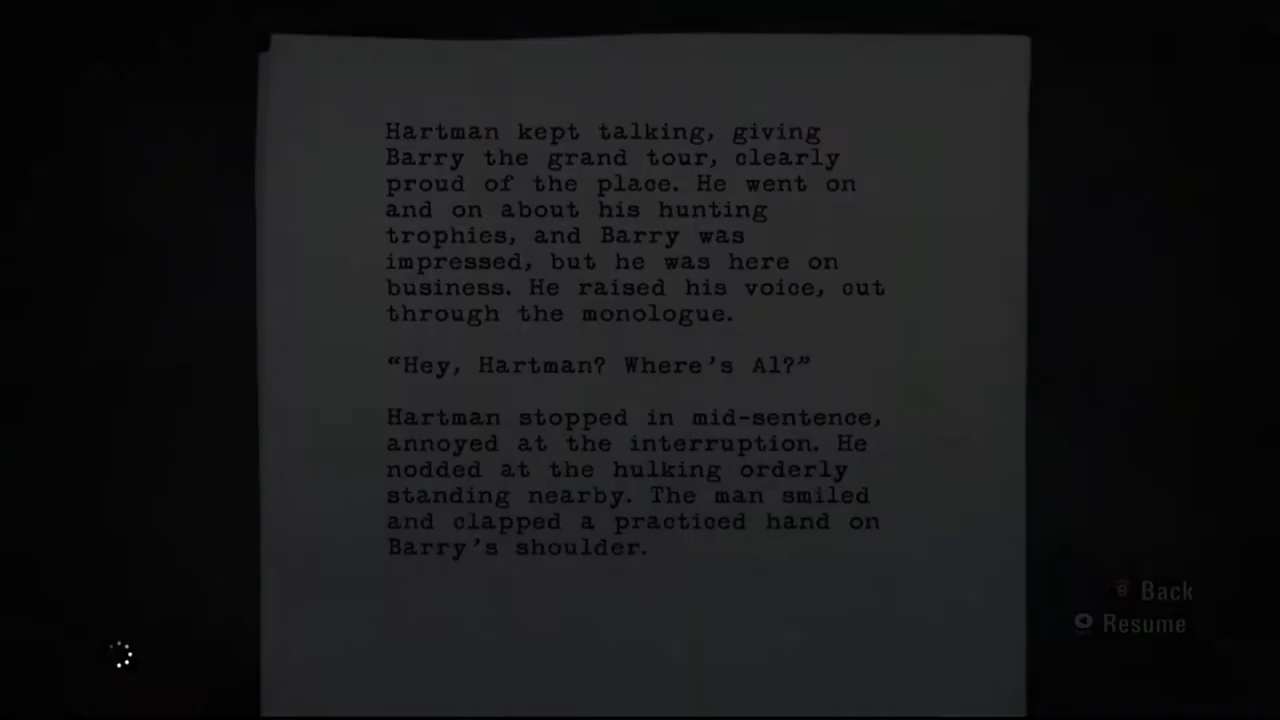 Hartman kept talking, giving
Barry the grand tour, clearly
proud of the place. He went on
and on about his hunting
trophies, and Barry was
impressed, but he was here on
business. He raised his voice, cut
through the monologue.
“Hey, Hartman? Where’s Al?”
Hartman stopped in mid-sentence,
annoyed at the interruption. He
nodded at the hulking orderly
standing nearby. The man smiled
and clapped a practiced hand on
Barry’s shoulder.
B Back
Resume